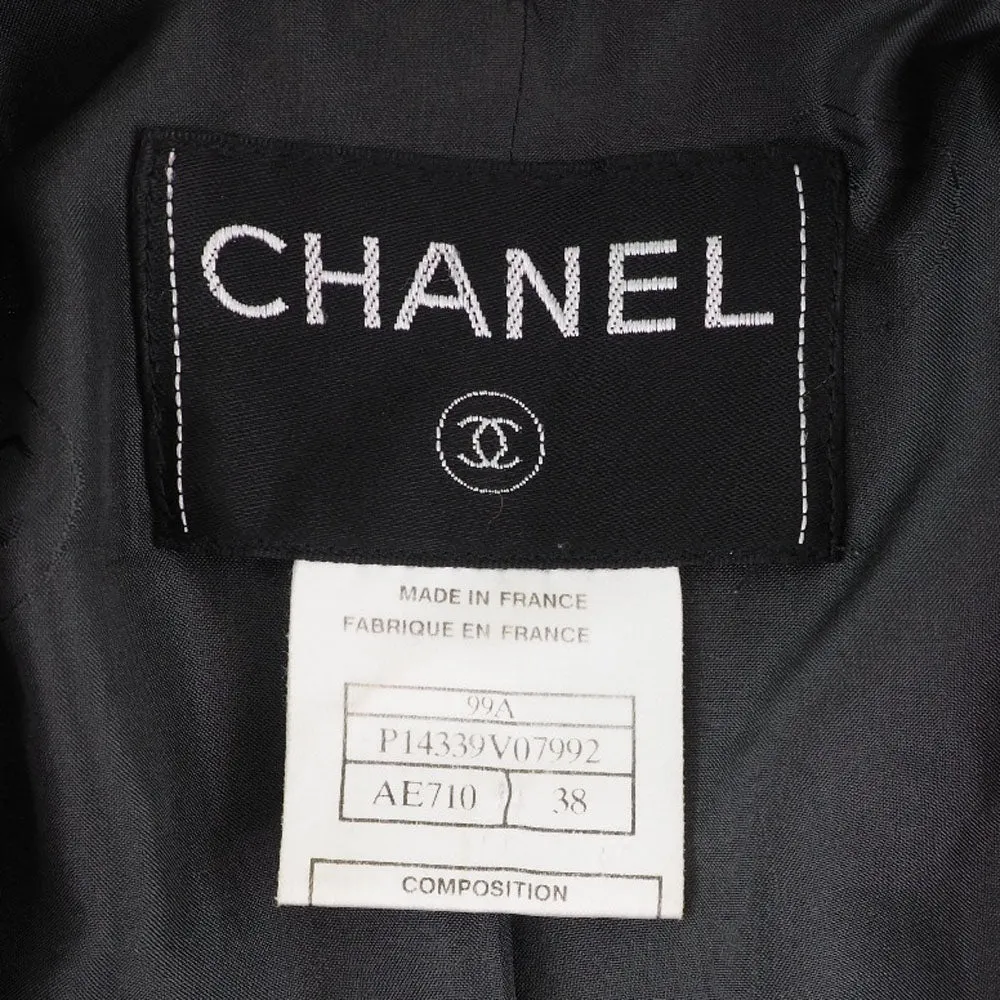 CHANEL
MADE IN FRANCE
FABRIQUE EN FRANCE
99A
P14339V07992
AE710 38
COMPOSITION